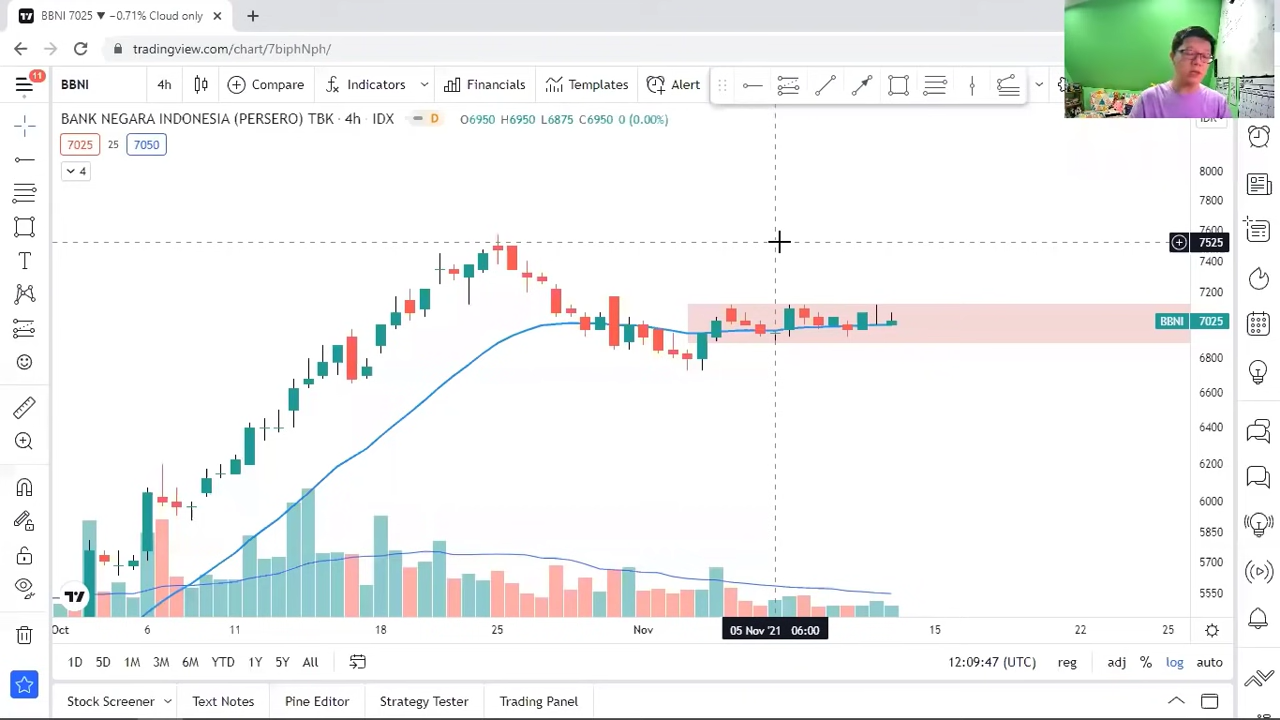 BBNI 7025 ▼ −0.71% Cloud only
tradingview.com/chart/7biphNph/
11
BBNI
4h
Compare
Indicators
Financials
Templates
Alert
BANK NEGARA INDONESIA (PERSERO) TBK · 4h · IDX
D
O6950 H6950 L6875 C6950 0 (0.00%)
7025
25
7050
4
8000
7800
7600
7525
7400
7200
BBNI 7025
6800
6600
6400
6200
6000
5850
5700
5550
Oct
6
11
18
25
Nov
05 Nov '21 06:00
15
22
25
1D
5D
1M
3M
6M
YTD
1Y
5Y
All
12:09:47 (UTC)
reg
adj
%
log
auto
Stock Screener
Text Notes
Pine Editor
Strategy Tester
Trading Panel